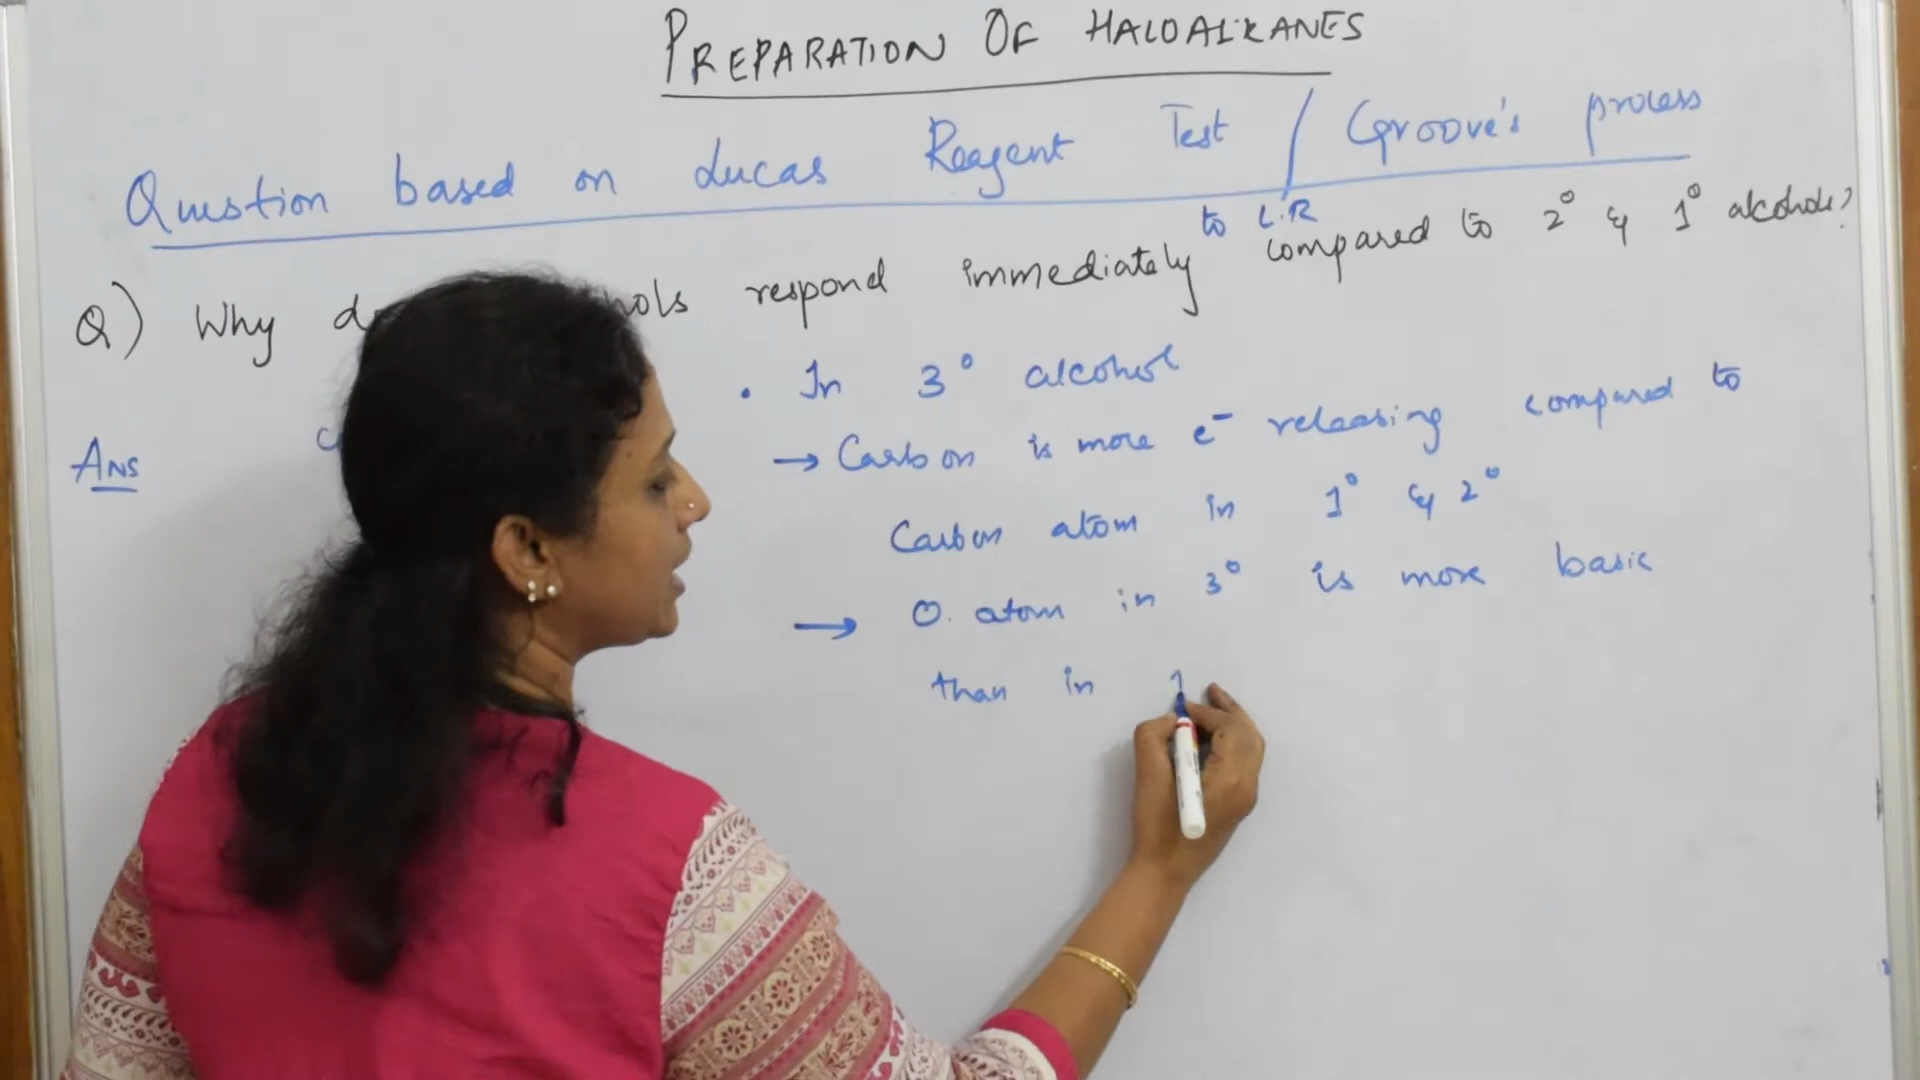 PREPARATION OF HALOALKANES
Question based on Lucas Reagent Test / Groove's process
to L.R
Q) Why respond immediately compared to 2° & 1° alcohols?
• In 3° alcohol
Ans
→ Carbon is more e⁻ releasing compared to
Carbon atom in 1° & 2°
→ O. atom in 3° is more basic
than in 1